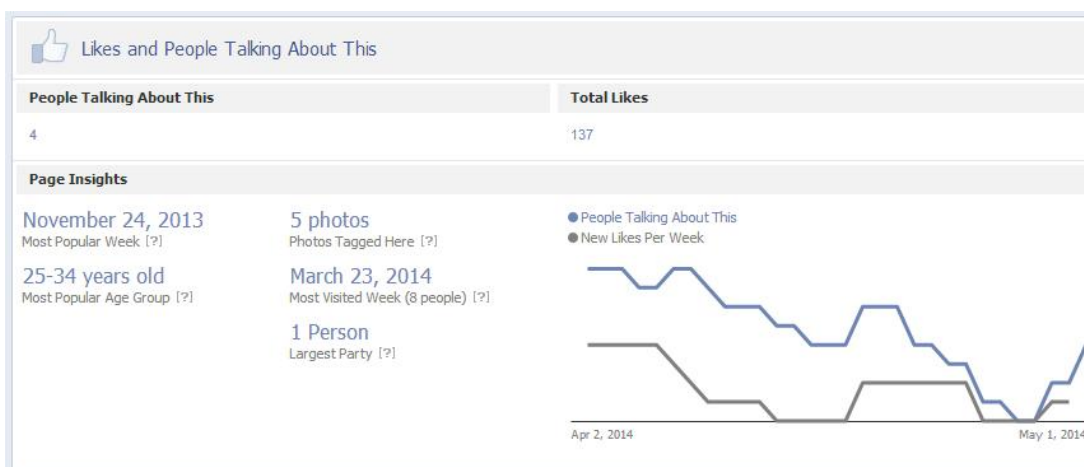 Likes and People Talking About This
People Talking About This
Total Likes
4
137
Page Insights
November 24, 2013
Most Popular Week [?]
25-34 years old
Most Popular Age Group [?]
5 photos
Photos Tagged Here [?]
March 23, 2014
Most Visited Week (8 people) [?]
1 Person
Largest Party [?]
People Talking About This
New Likes Per Week
Apr 2, 2014
May 1, 2014